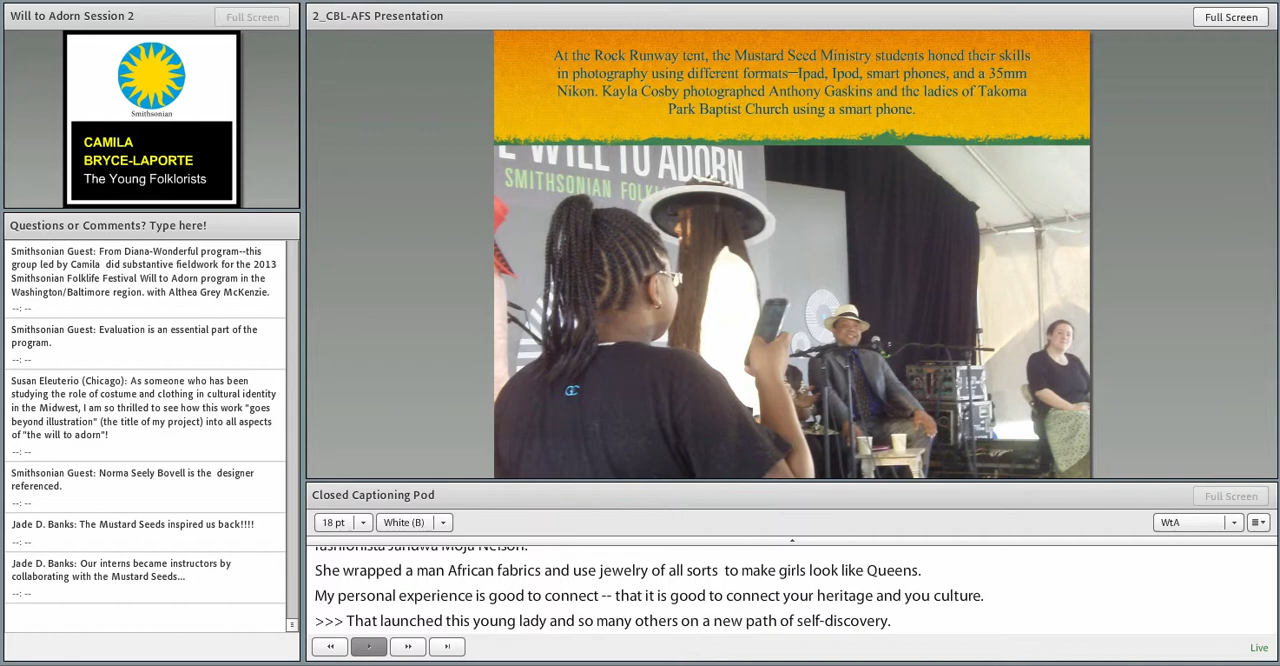 Will to Adorn Session 2
Full Screen
Smithsonian
CAMILA
BRYCE-LAPORTE
The Young Folklorists
Questions or Comments? Type here!
Smithsonian Guest: From Diana-Wonderful program--this
group led by Camila did substantive fieldwork for the 2013
Smithsonian Folklife Festival Will to Adorn program in the
Washington/Baltimore region. with Althea Grey McKenzie.
--: --
Smithsonian Guest: Evaluation is an essential part of the
program.
--: --
Susan Eleuterio (Chicago): As someone who has been
studying the role of costume and clothing in cultural identity
in the Midwest, I am so thrilled to see how this work "goes
beyond illustration" (the title of my project) into all aspects
of "the will to adorn"!
--: --
Smithsonian Guest: Norma Seely Bovell is the designer
referenced.
--: --
Jade D. Banks: The Mustard Seeds inspired us back!!!!
--: --
Jade D. Banks: Our interns became instructors by
collaborating with the Mustard Seeds...
--: --
2_CBL-AFS Presentation
Full Screen
At the Rock Runway tent, the Mustard Seed Ministry students honed their skills
in photography using different formats—Ipad, Ipod, smart phones, and a 35mm
Nikon. Kayla Cosby photographed Anthony Gaskins and the ladies of Takoma
Park Baptist Church using a smart phone.
E WILL TO ADORN
SMITHSONIAN FOLKL
Closed Captioning Pod
Full Screen
18 pt
White (B)
WtA
fashionista Jandwa Moja Nelson.
She wrapped a man African fabrics and use jewelry of all sorts to make girls look like Queens.
My personal experience is good to connect -- that it is good to connect your heritage and you culture.
>>> That launched this young lady and so many others on a new path of self-discovery.
Live